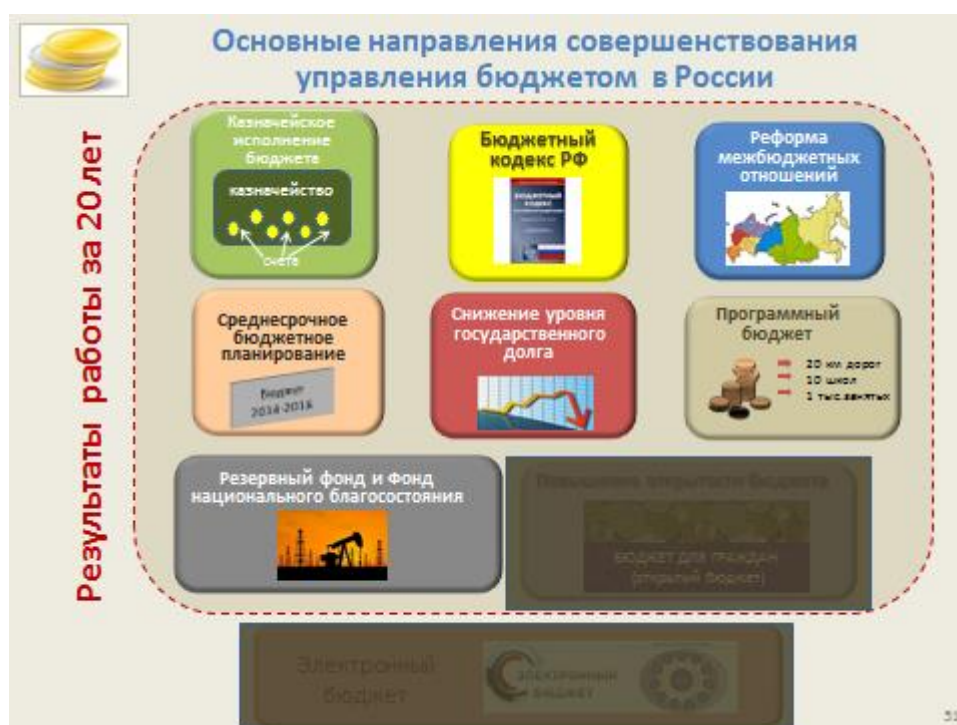 Основные направления совершенствования
управления бюджетом в России
Результаты работы за 20 лет
Казначейское
исполнение
бюджета
казначейство
счета
Бюджетный
кодекс РФ
БЮДЖЕТНЫЙ
КОДЕКС
Реформа
межбюджетных
отношений
Среднесрочное
бюджетное
планирование
Бюджет
2014-2016
Снижение уровня
государственного
долга
Программный
бюджет
20 км дорог
10 школ
1 тыс.занятых
Резервный фонд и Фонд
национального благосостояния
Повышение открытости бюджета
БЮДЖЕТ ДЛЯ ГРАЖДАН
(открытый бюджет)
Электронный
бюджет
ЭЛЕКТРОННЫЙ
БЮДЖЕТ